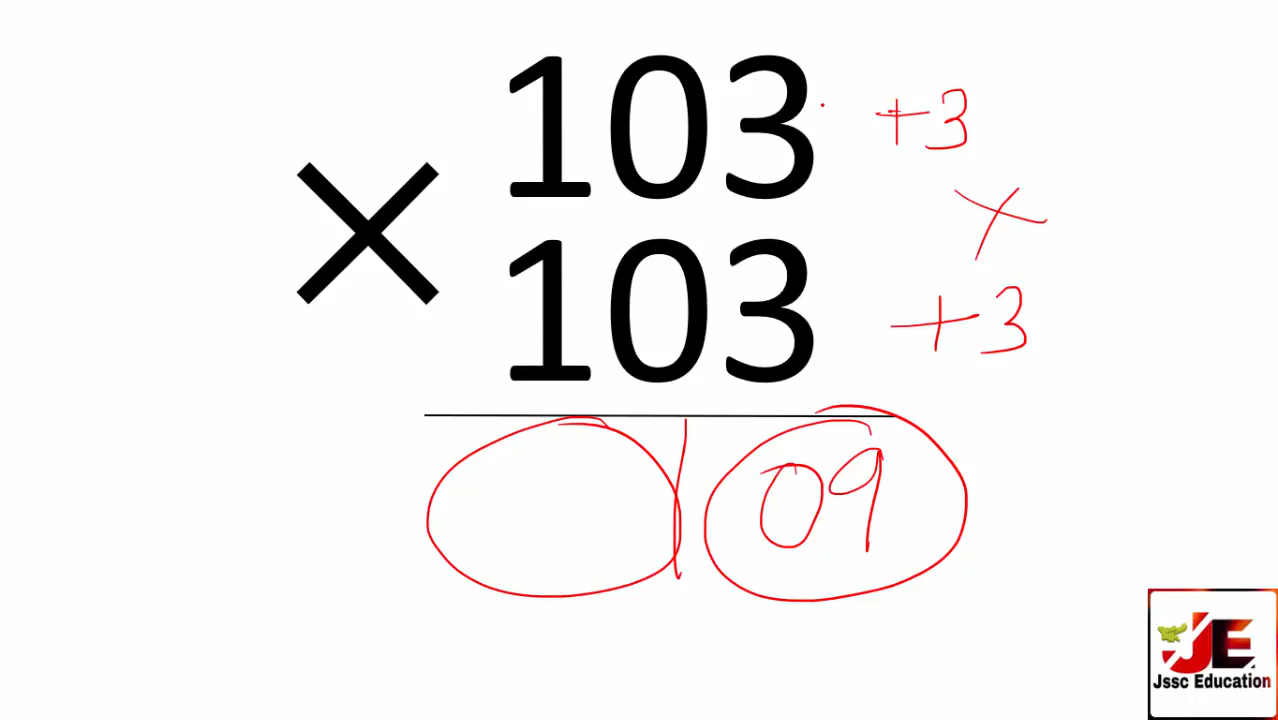 103 +3
× ×
103 +3
| 09
JE
Jssc Education